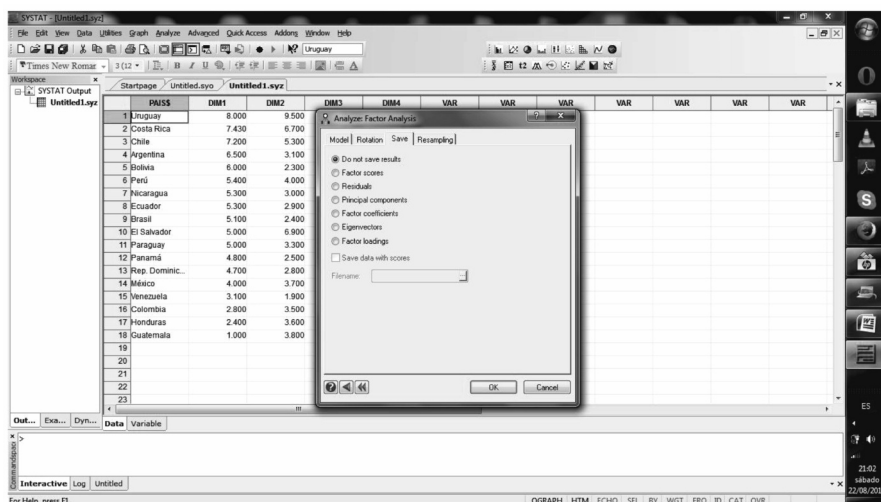 SYSTAT - [Untitled1.syz]
File Edit View Data Utilities Graph Analyze Advanced Quick Access Addons Window Help
Uruguay
Times New Romar
3 (12
Workspace
SYSTAT Output
Untitled1.syz
Startpage Untitled.syo Untitled1.syz
PAIS$ DIM1 DIM2 DIM3 DIM4 VAR VAR VAR VAR VAR VAR VAR
1 Uruguay 8.000 9.500
2 Costa Rica 7.430 6.700
3 Chile 7.200 5.300
4 Argentina 6.500 3.100
5 Bolivia 6.000 2.300
6 Perú 5.400 4.000
7 Nicaragua 5.300 3.000
8 Ecuador 5.300 2.900
9 Brasil 5.100 2.400
10 El Salvador 5.000 6.900
11 Paraguay 5.000 3.300
12 Panamá 4.800 2.500
13 Rep. Dominic... 4.700 2.800
14 México 4.000 3.700
15 Venezuela 3.100 1.900
16 Colombia 2.800 3.500
17 Honduras 2.400 3.600
18 Guatemala 1.000 3.800
19
20
21
22
23
Analyze: Factor Analysis
Model Rotation Save Resampling
Do not save results
Factor scores
Residuals
Principal components
Factor coefficients
Eigenvectors
Factor loadings
Save data with scores
Filename:
OK Cancel
Out... Exa... Dyn...
Data Variable
>
Commandspace
Interactive Log Untitled
For Help, press F1
QGRAPH HTM ECHO SEL BY WGT FRQ ID CAT OVR
ES
21:02
sábado
22/08/201